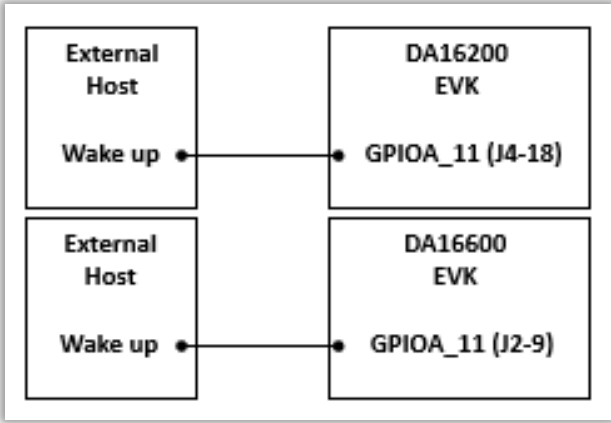 External
Host
Wake up
DA16200
EVK
GPIOA_11 (J4-18)
External
Host
Wake up
DA16600
EVK
GPIOA_11 (J2-9)